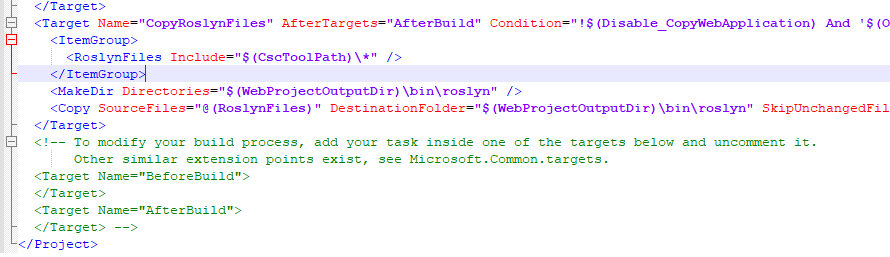 </Target>
<Target Name="CopyRoslynFiles" AfterTargets="AfterBuild" Condition="!$(Disable_CopyWebApplication) And '$(O
<ItemGroup>
<RoslynFiles Include="$(CscToolPath)\*" />
</ItemGroup>
<MakeDir Directories="$(WebProjectOutputDir)\bin\roslyn" />
<Copy SourceFiles="@(RoslynFiles)" DestinationFolder="$(WebProjectOutputDir)\bin\roslyn" SkipUnchangedFil
</Target>
<!-- To modify your build process, add your task inside one of the targets below and uncomment it.
Other similar extension points exist, see Microsoft.Common.targets.
<Target Name="BeforeBuild">
</Target>
<Target Name="AfterBuild">
</Target> -->
</Project>